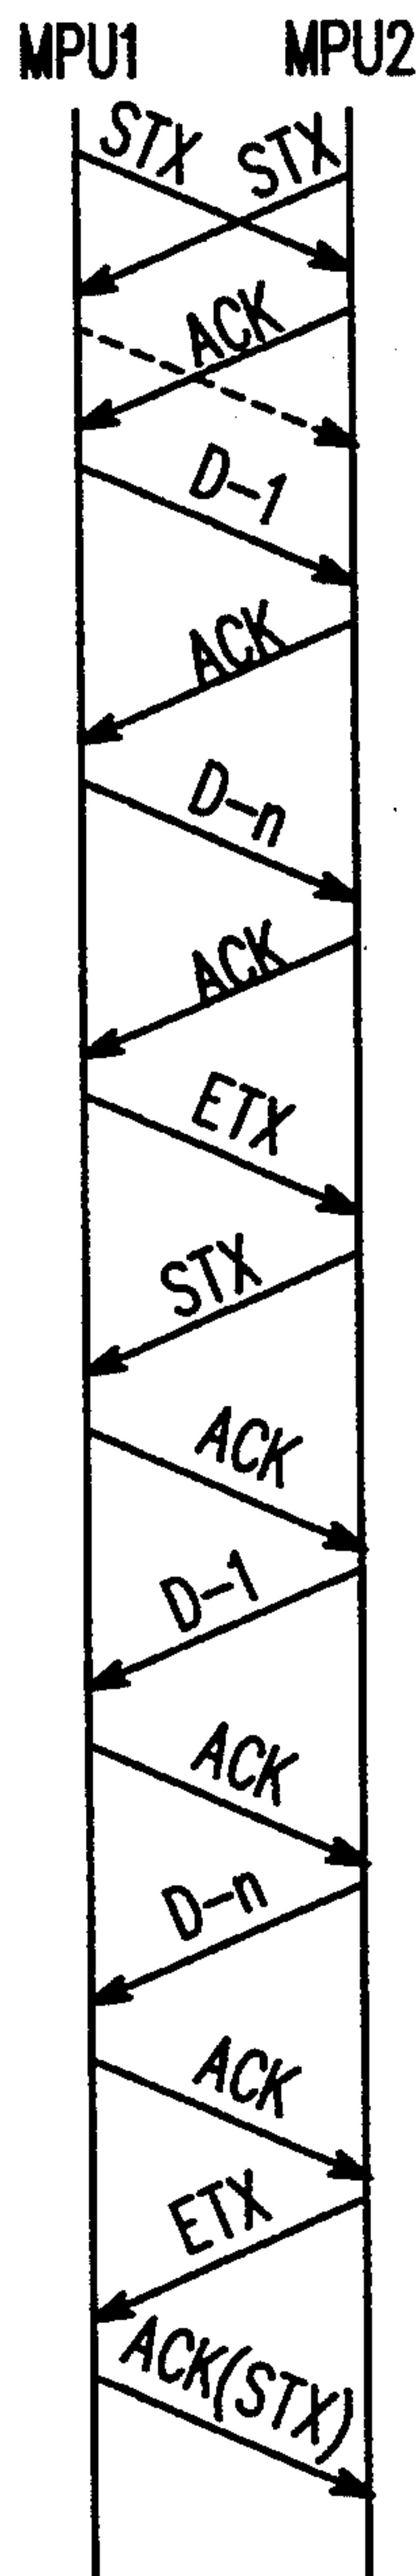 MPU1 MPU2
STX STX
ACK
D-1
ACK
D-n
ACK
ETX
STX
ACK
D-1
ACK
D-n
ACK
ETX
ACK(STX)